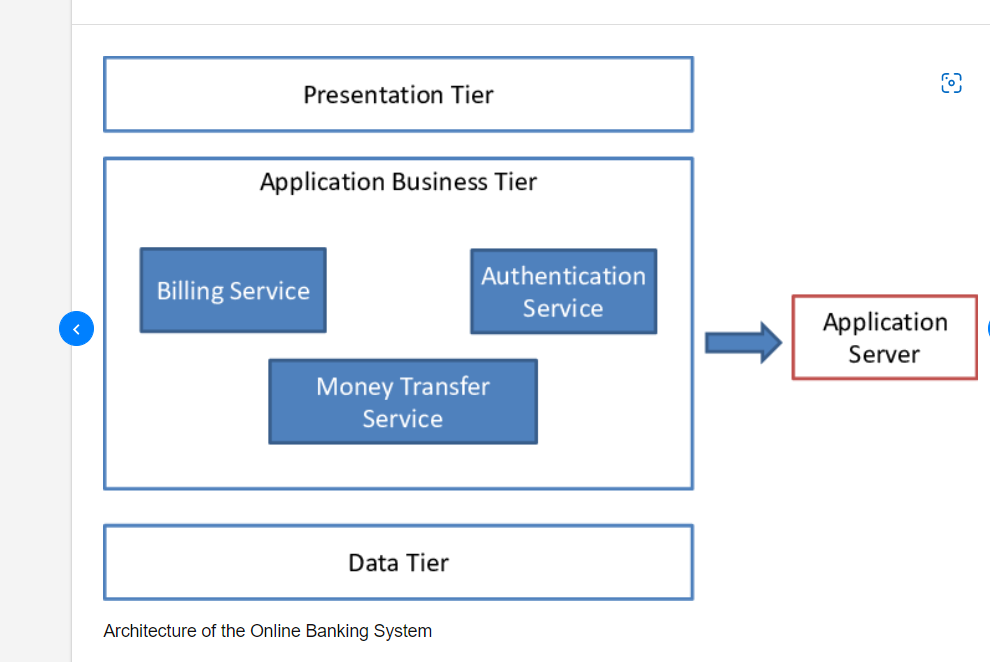 Presentation Tier
Application Business Tier
Billing Service
Authentication
Service
Money Transfer
Service
Application
Server
Data Tier
Architecture of the Online Banking System